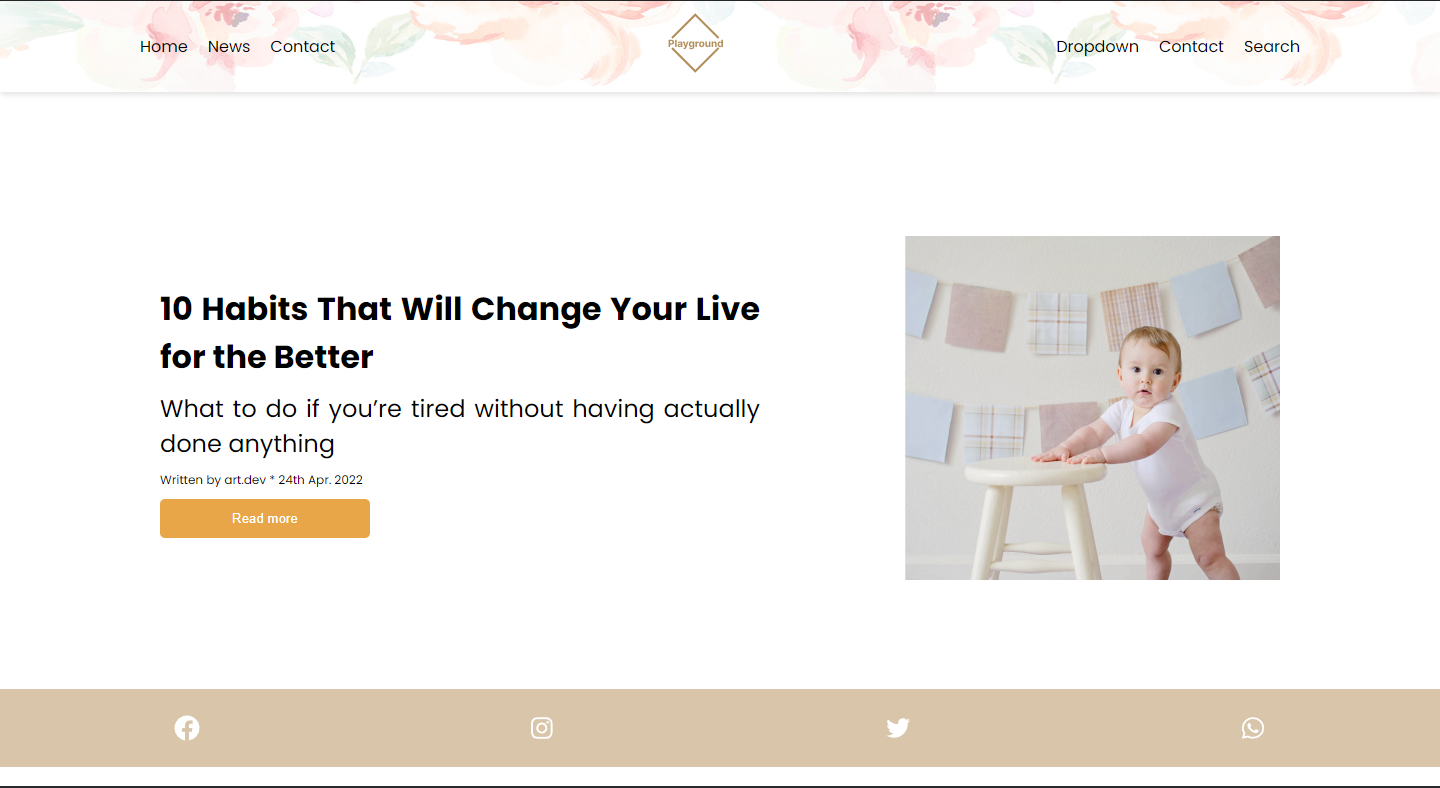 Home News Contact
Playground
Dropdown Contact Search
10 Habits That Will Change Your Live
for the Better
What to do if you’re tired without having actually
done anything
Written by art.dev * 24th Apr. 2022
Read more